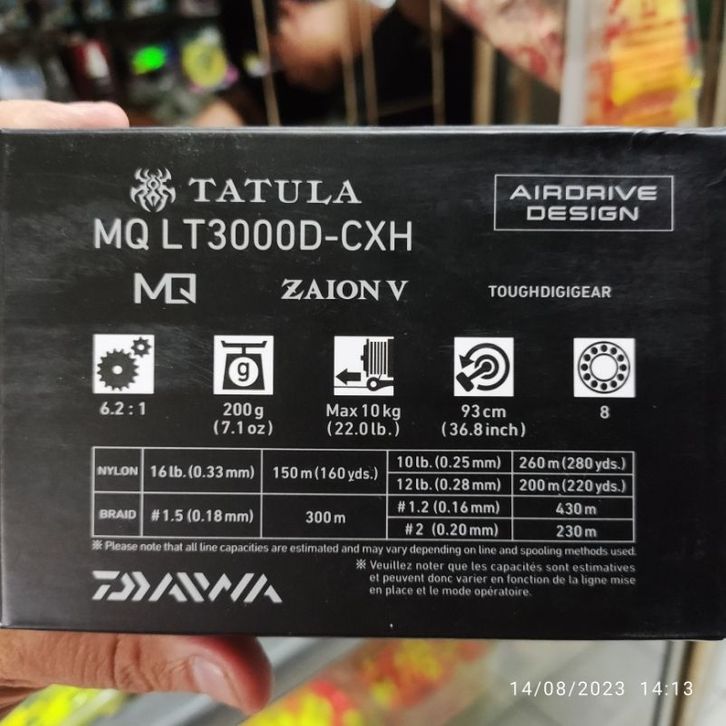 TATULA
AIRDRIVE
DESIGN
MQ LT3000D-CXH
MQ ZAION V TOUGHDIGIGEAR
g
6.2 : 1 200 g Max 10 kg 93 cm 8
(7.1 oz) (22.0 lb.) (36.8 inch)
NYLON 16 lb. (0.33 mm) 150 m (160 yds.) 10 lb. (0.25 mm) 260 m (280 yds.)
12 lb. (0.28 mm) 200 m (220 yds.)
BRAID #1.5 (0.18 mm) 300 m #1.2 (0.16 mm) 430 m
#2 (0.20 mm) 230 m
※ Please note that all line capacities are estimated and may vary depending on line and spooling methods used.
※ Veuillez noter que les capacités sont estimatives
et peuvent donc varier en fonction de la ligne mise
en place et le mode opératoire.
DAIWA
14/08/2023 14:13